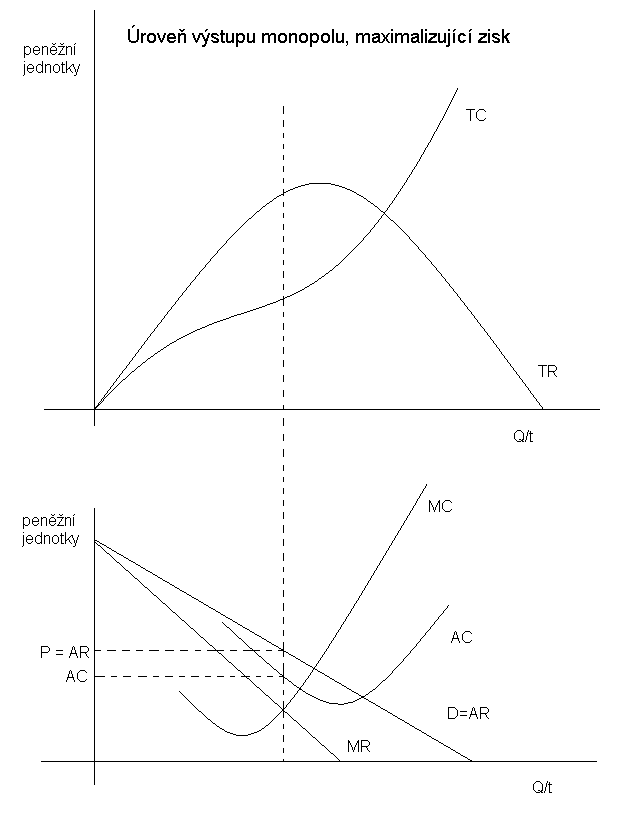 Úroveň výstupu monopolu, maximalizující zisk
peněžní
jednotky
TC
TR
Q/t
peněžní
jednotky
MC
AC
P = AR
AC
D=AR
MR
Q/t